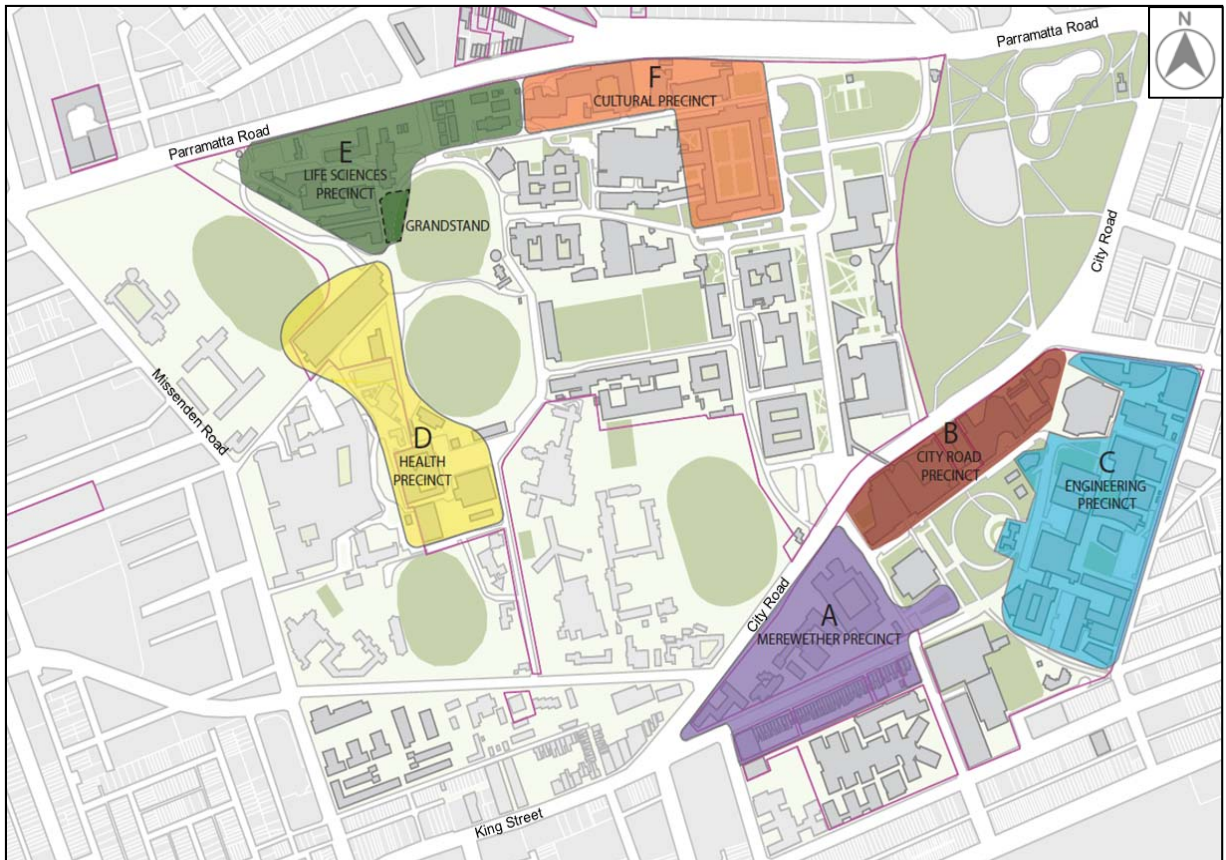 N
Parramatta Road
F
CULTURAL PRECINCT
Parramatta Road
E
LIFE SCIENCES
PRECINCT
GRANDSTAND
City Road
Missenden Road
D
HEALTH
PRECINCT
B
CITY ROAD
PRECINCT
C
ENGINEERING
PRECINCT
City Road
A
MEREWETHER PRECINCT
King Street